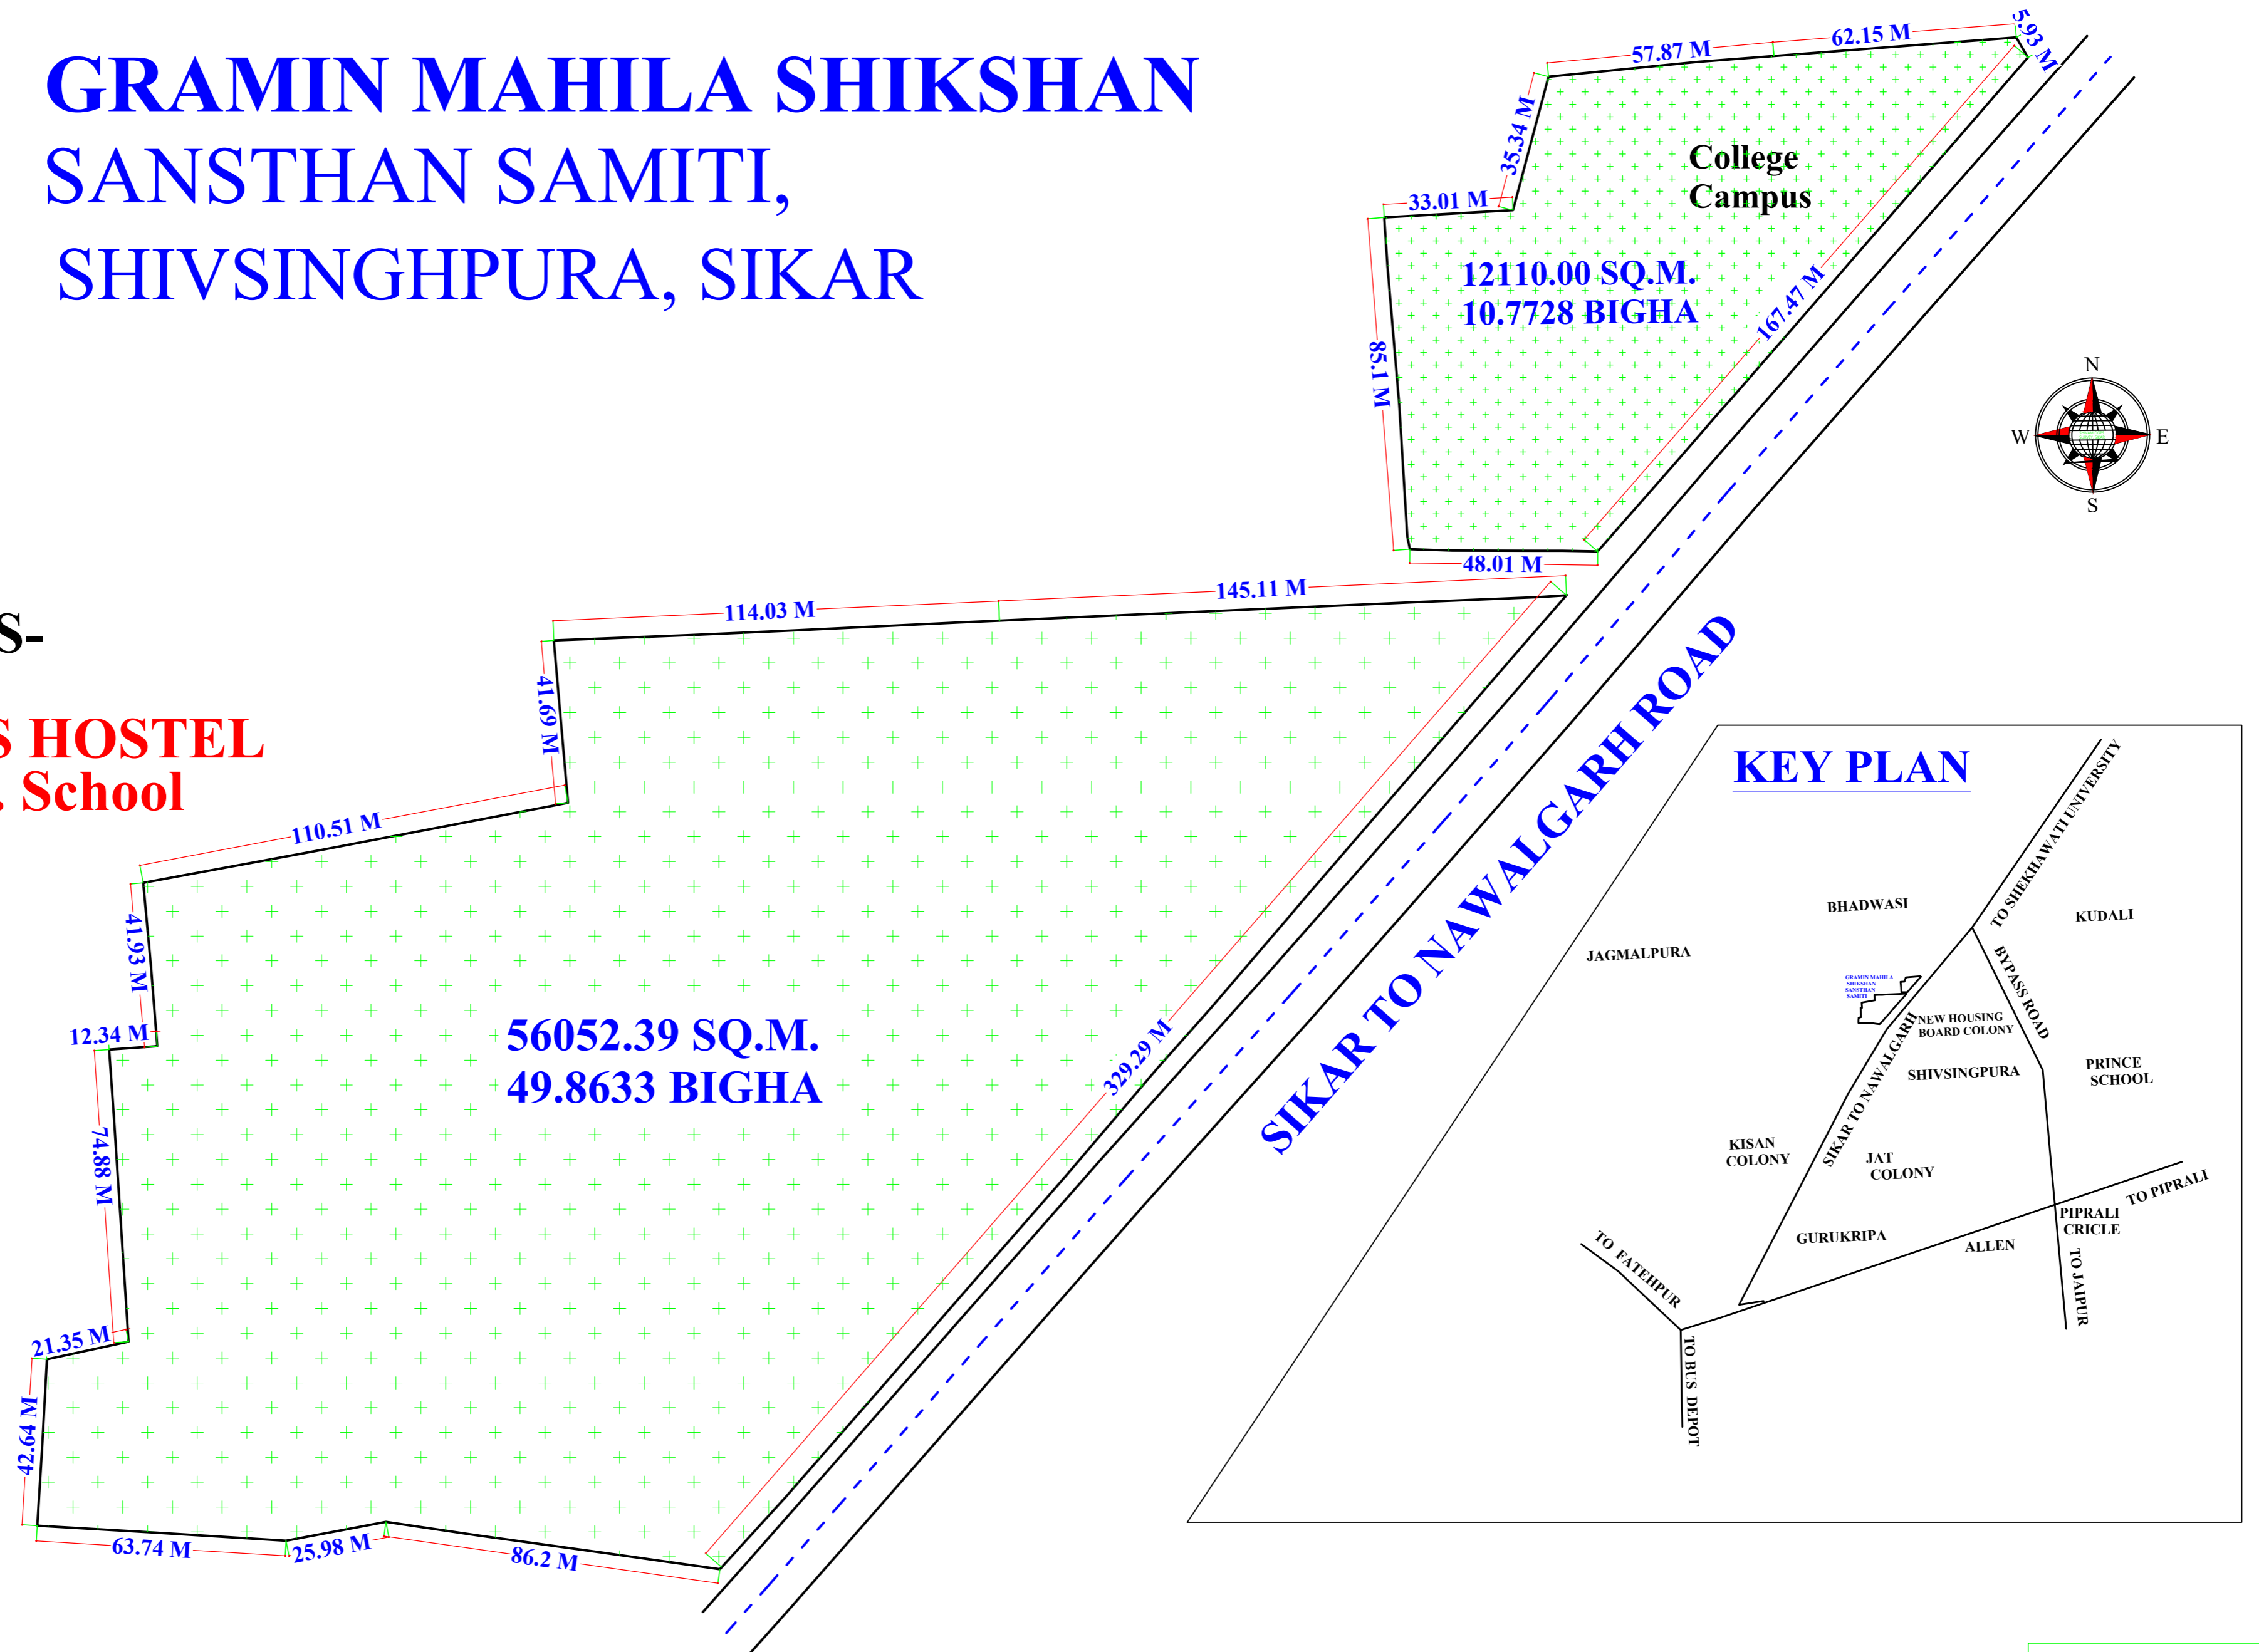 GRAMIN MAHILA SHIKSHAN
SANSTHAN SAMITI,
SHIVSINGHPURA, SIKAR
57.87 M
62.15 M
5.93 M
35.34 M
College
Campus
33.01 M
12110.00 SQ.M.
10.7728 BIGHA
167.47 M
85.1 M
48.01 M
N
W
E
S
S-
S HOSTEL
. School
114.03 M
145.11 M
41.69 M
110.51 M
41.93 M
12.34 M
56052.39 SQ.M.
49.8633 BIGHA
329.29 M
74.88 M
21.35 M
42.64 M
63.74 M
25.98 M
86.2 M
SIKAR TO NAWALGARH ROAD
KEY PLAN
TO SHEKHAWATI UNIVERSITY
BHADWASI
KUDALI
JAGMALPURA
BYPASS ROAD
GRAMIN MAHILA
SHIKSHAN
SANSTHAN
SAMITI
NEW HOUSING
BOARD COLONY
SIKAR TO NAWALGARH
SHIVSINGPURA
PRINCE
SCHOOL
KISAN
COLONY
JAT
COLONY
TO PIPRALI
PIPRALI
CRICLE
GURUKRIPA
ALLEN
TO FATEHPUR
TO JAIPUR
TO BUS DEPOT